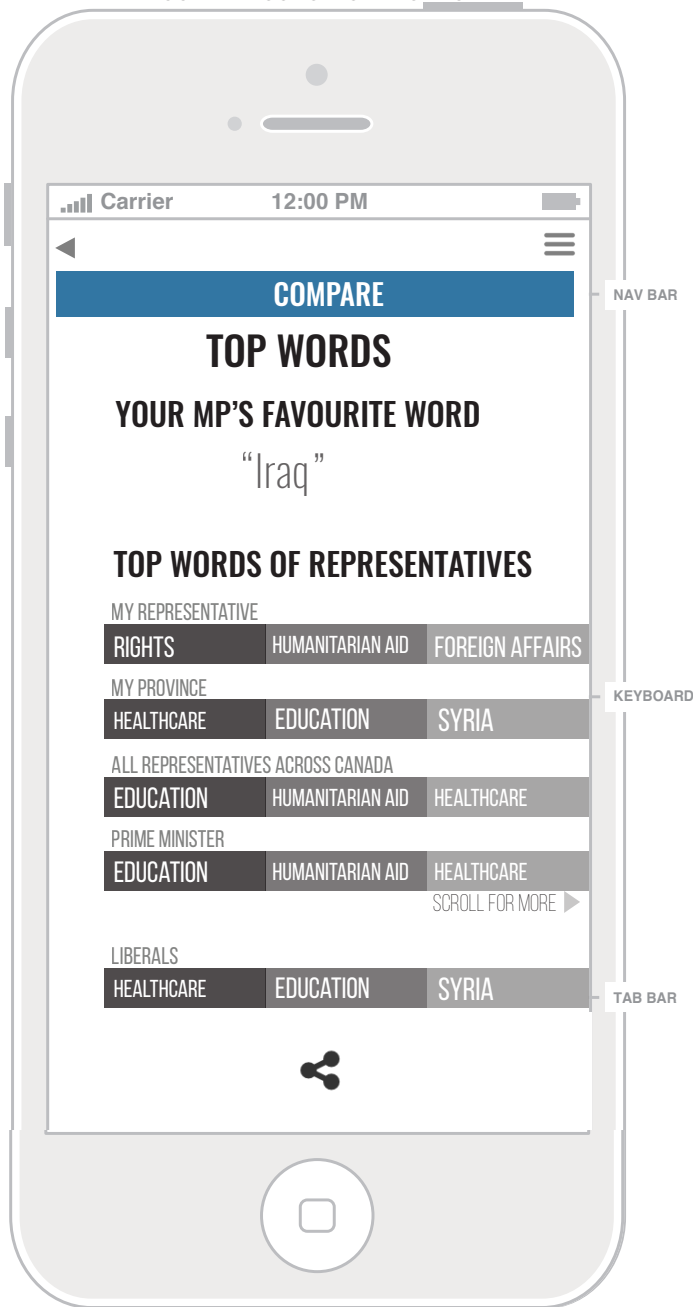 Carrier 12:00 PM
COMPARE
NAV BAR
TOP WORDS
YOUR MP’S FAVOURITE WORD
“Iraq”
TOP WORDS OF REPRESENTATIVES
MY REPRESENTATIVE
RIGHTS HUMANITARIAN AID FOREIGN AFFAIRS
MY PROVINCE
KEYBOARD
HEALTHCARE EDUCATION SYRIA
ALL REPRESENTATIVES ACROSS CANADA
EDUCATION HUMANITARIAN AID HEALTHCARE
PRIME MINISTER
EDUCATION HUMANITARIAN AID HEALTHCARE
SCROLL FOR MORE
LIBERALS
HEALTHCARE EDUCATION SYRIA
TAB BAR